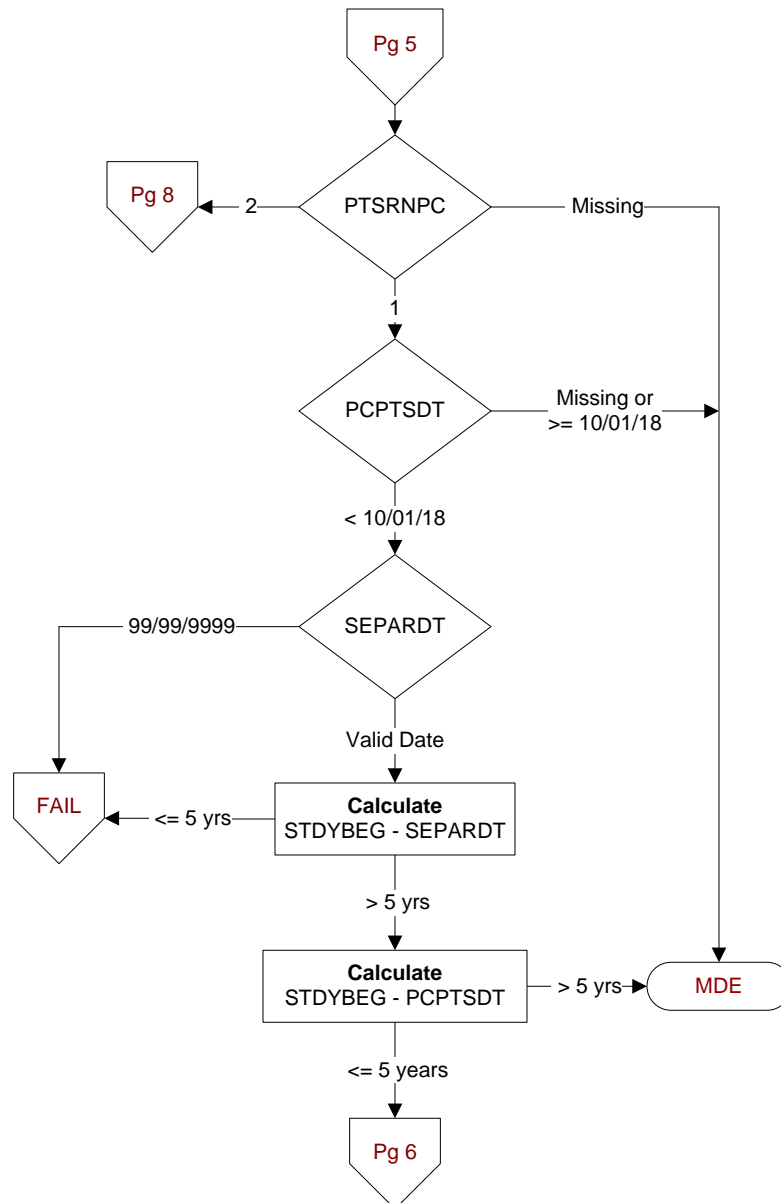 Pg 5
PTSRNPC
Missing
2
Pg 8
1
PCPTSDT
Missing or
>= 10/01/18
< 10/01/18
SEPARDT
99/99/9999
Valid Date
FAIL
<= 5 yrs
Calculate
STDYBEG - SEPARDT
> 5 yrs
Calculate
STDYBEG - PCPTSDT
> 5 yrs
MDE
<= 5 years
Pg 6